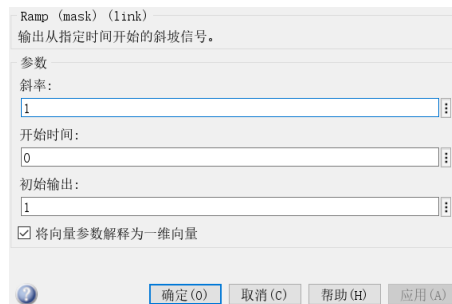 Ramp (mask) (link)
输出从指定时间开始的斜坡信号。
参数
斜率:
1
开始时间:
0
初始输出:
1
将向量参数解释为一维向量
确定(O) 取消(C) 帮助(H) 应用(A)